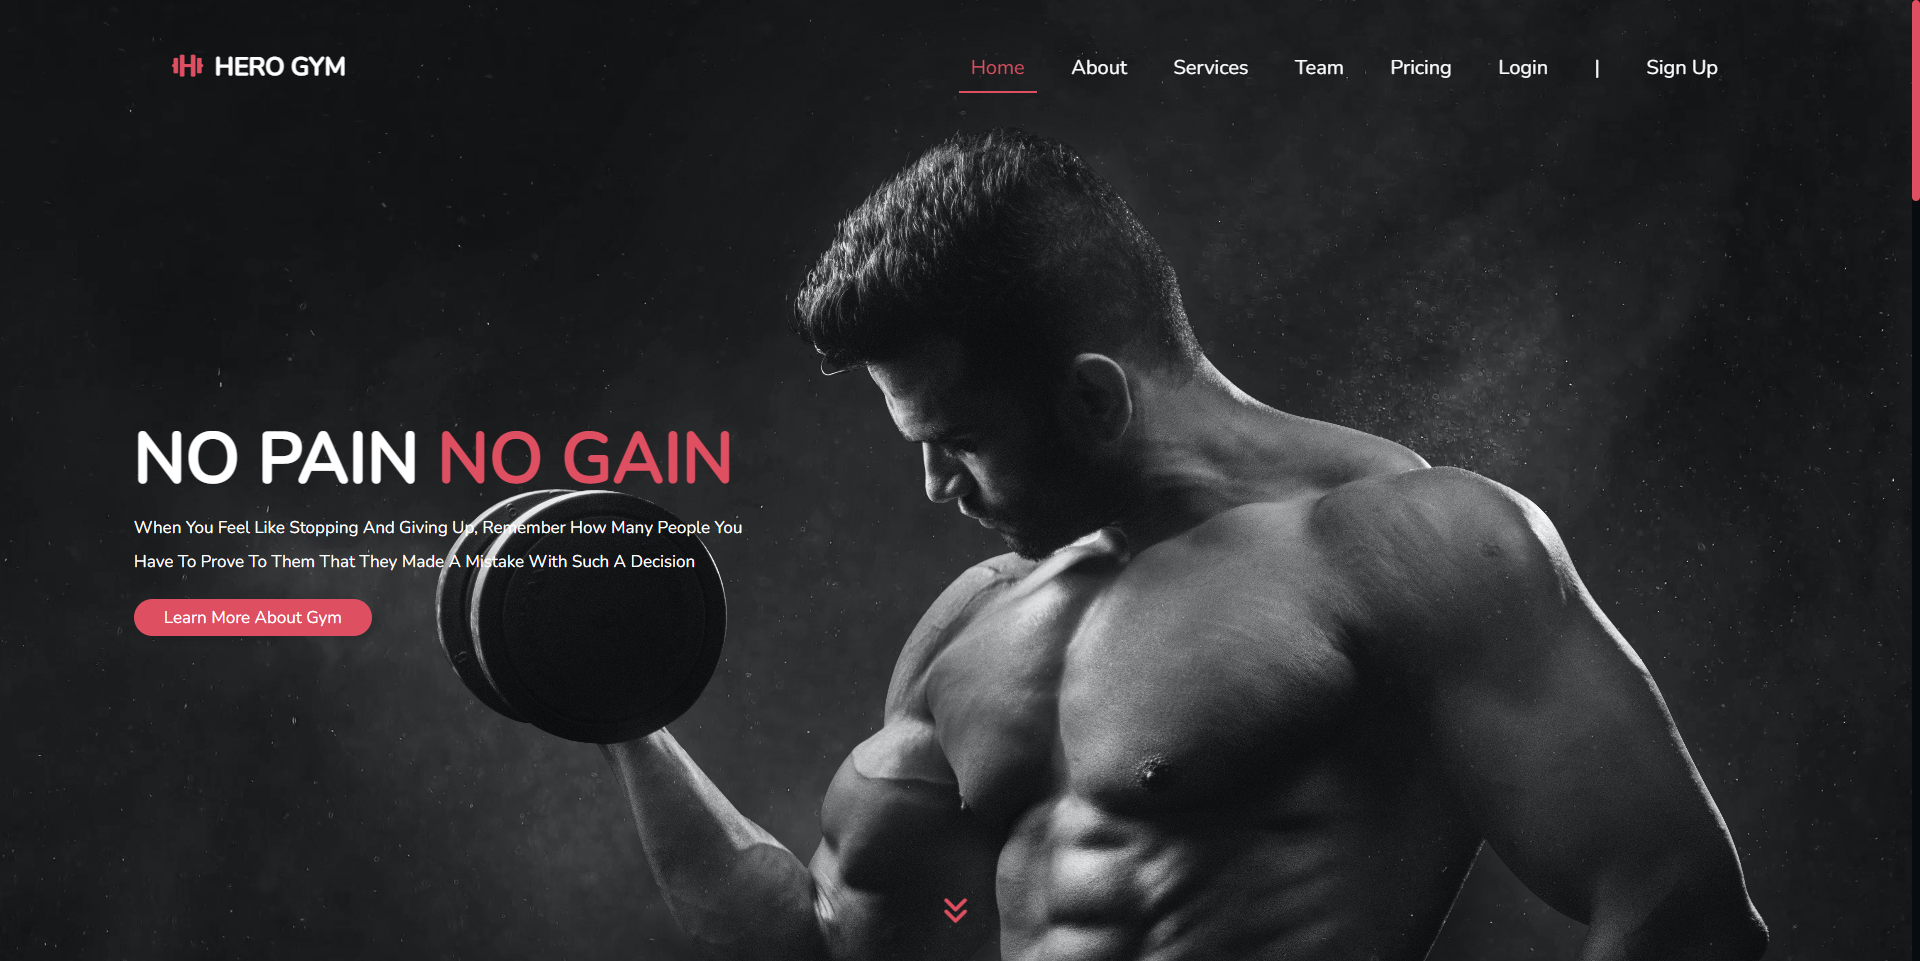 HERO GYM
Home About Services Team Pricing Login | Sign Up
NO PAIN NO GAIN
When You Feel Like Stopping And Giving Up, Remember How Many People You
Have To Prove To Them That They Made A Mistake With Such A Decision
Learn More About Gym